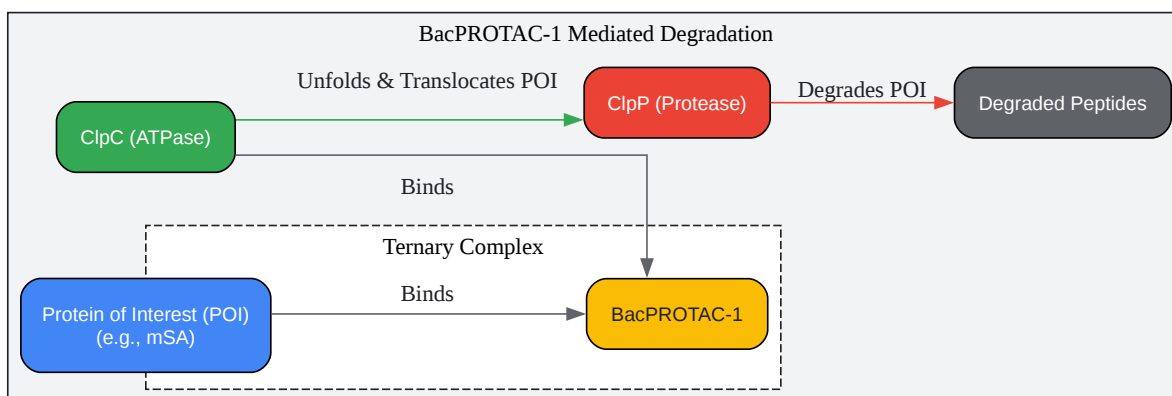 BacPROTAC-1 Mediated Degradation
Unfolds & Translocates POI
ClpC (ATPase)
ClpP (Protease)
Degrades POI
Degraded Peptides
Binds
Ternary Complex
Protein of Interest (POI)
(e.g., mSA)
Binds
BacPROTAC-1